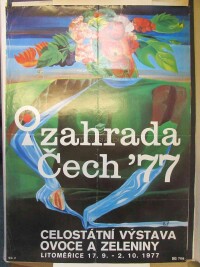 zahrada
Čech '77
CELOSTÁTNÍ VÝSTAVA
OVOCE A ZELENINY
LITOMĚŘICE 17. 9. - 2. 10. 1977